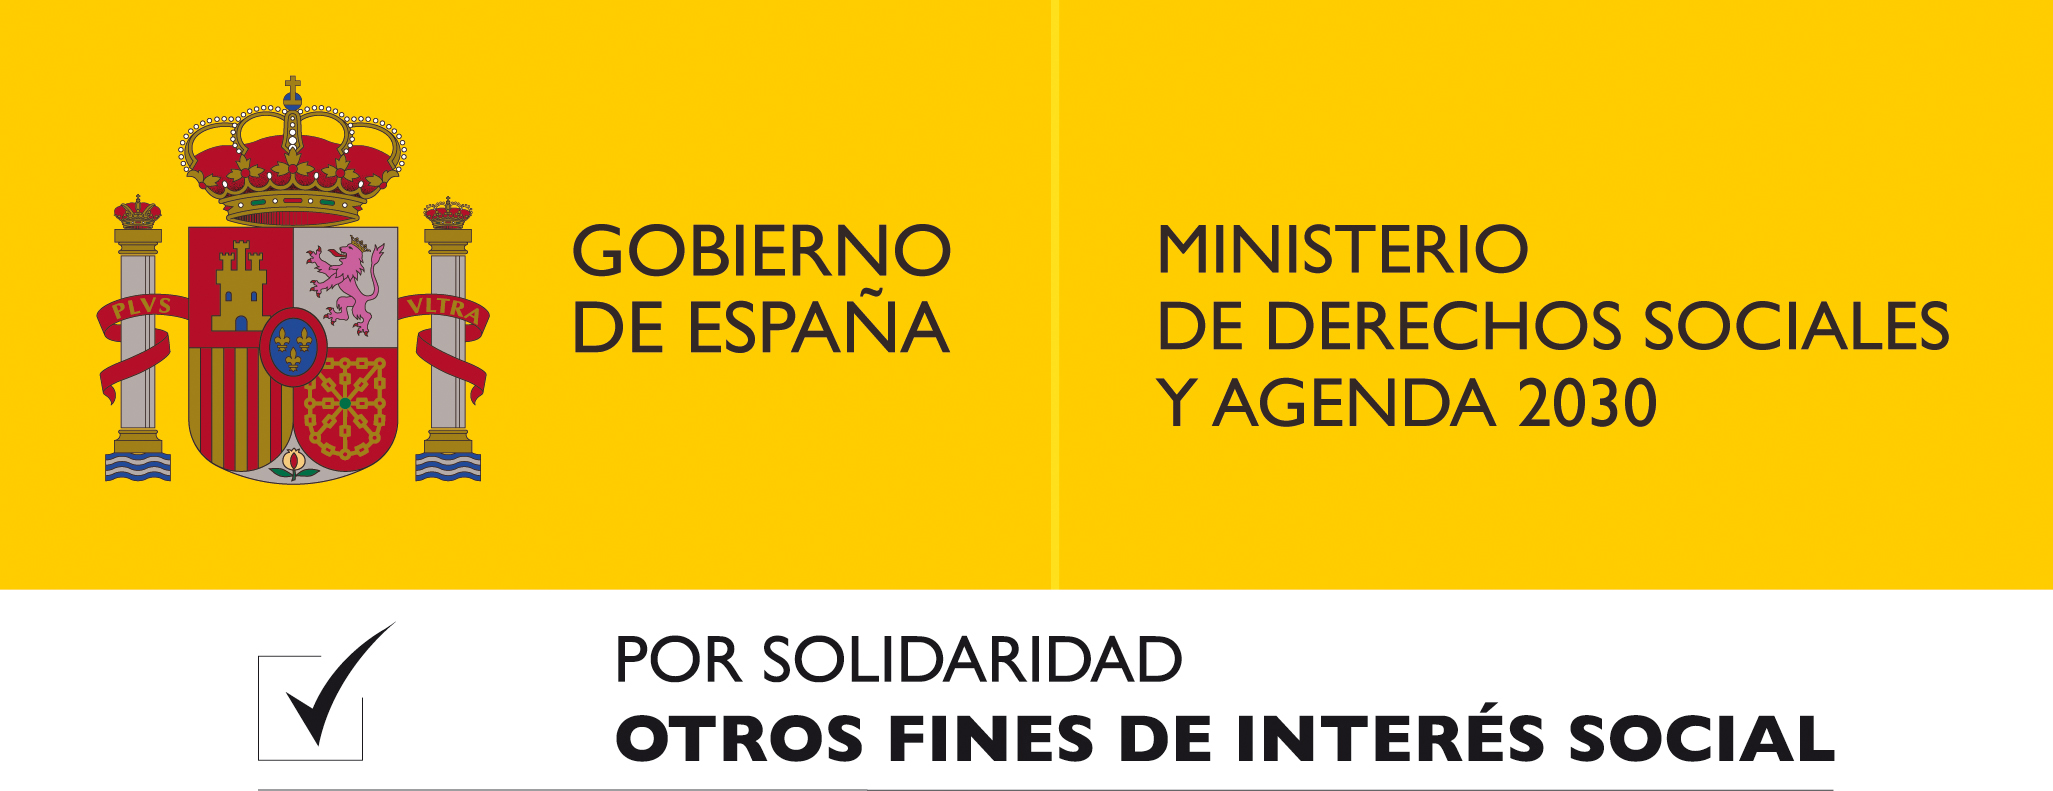 PLVS VLTRA
GOBIERNO
DE ESPAÑA
MINISTERIO
DE DERECHOS SOCIALES
Y AGENDA 2030
POR SOLIDARIDAD
OTROS FINES DE INTERÉS SOCIAL